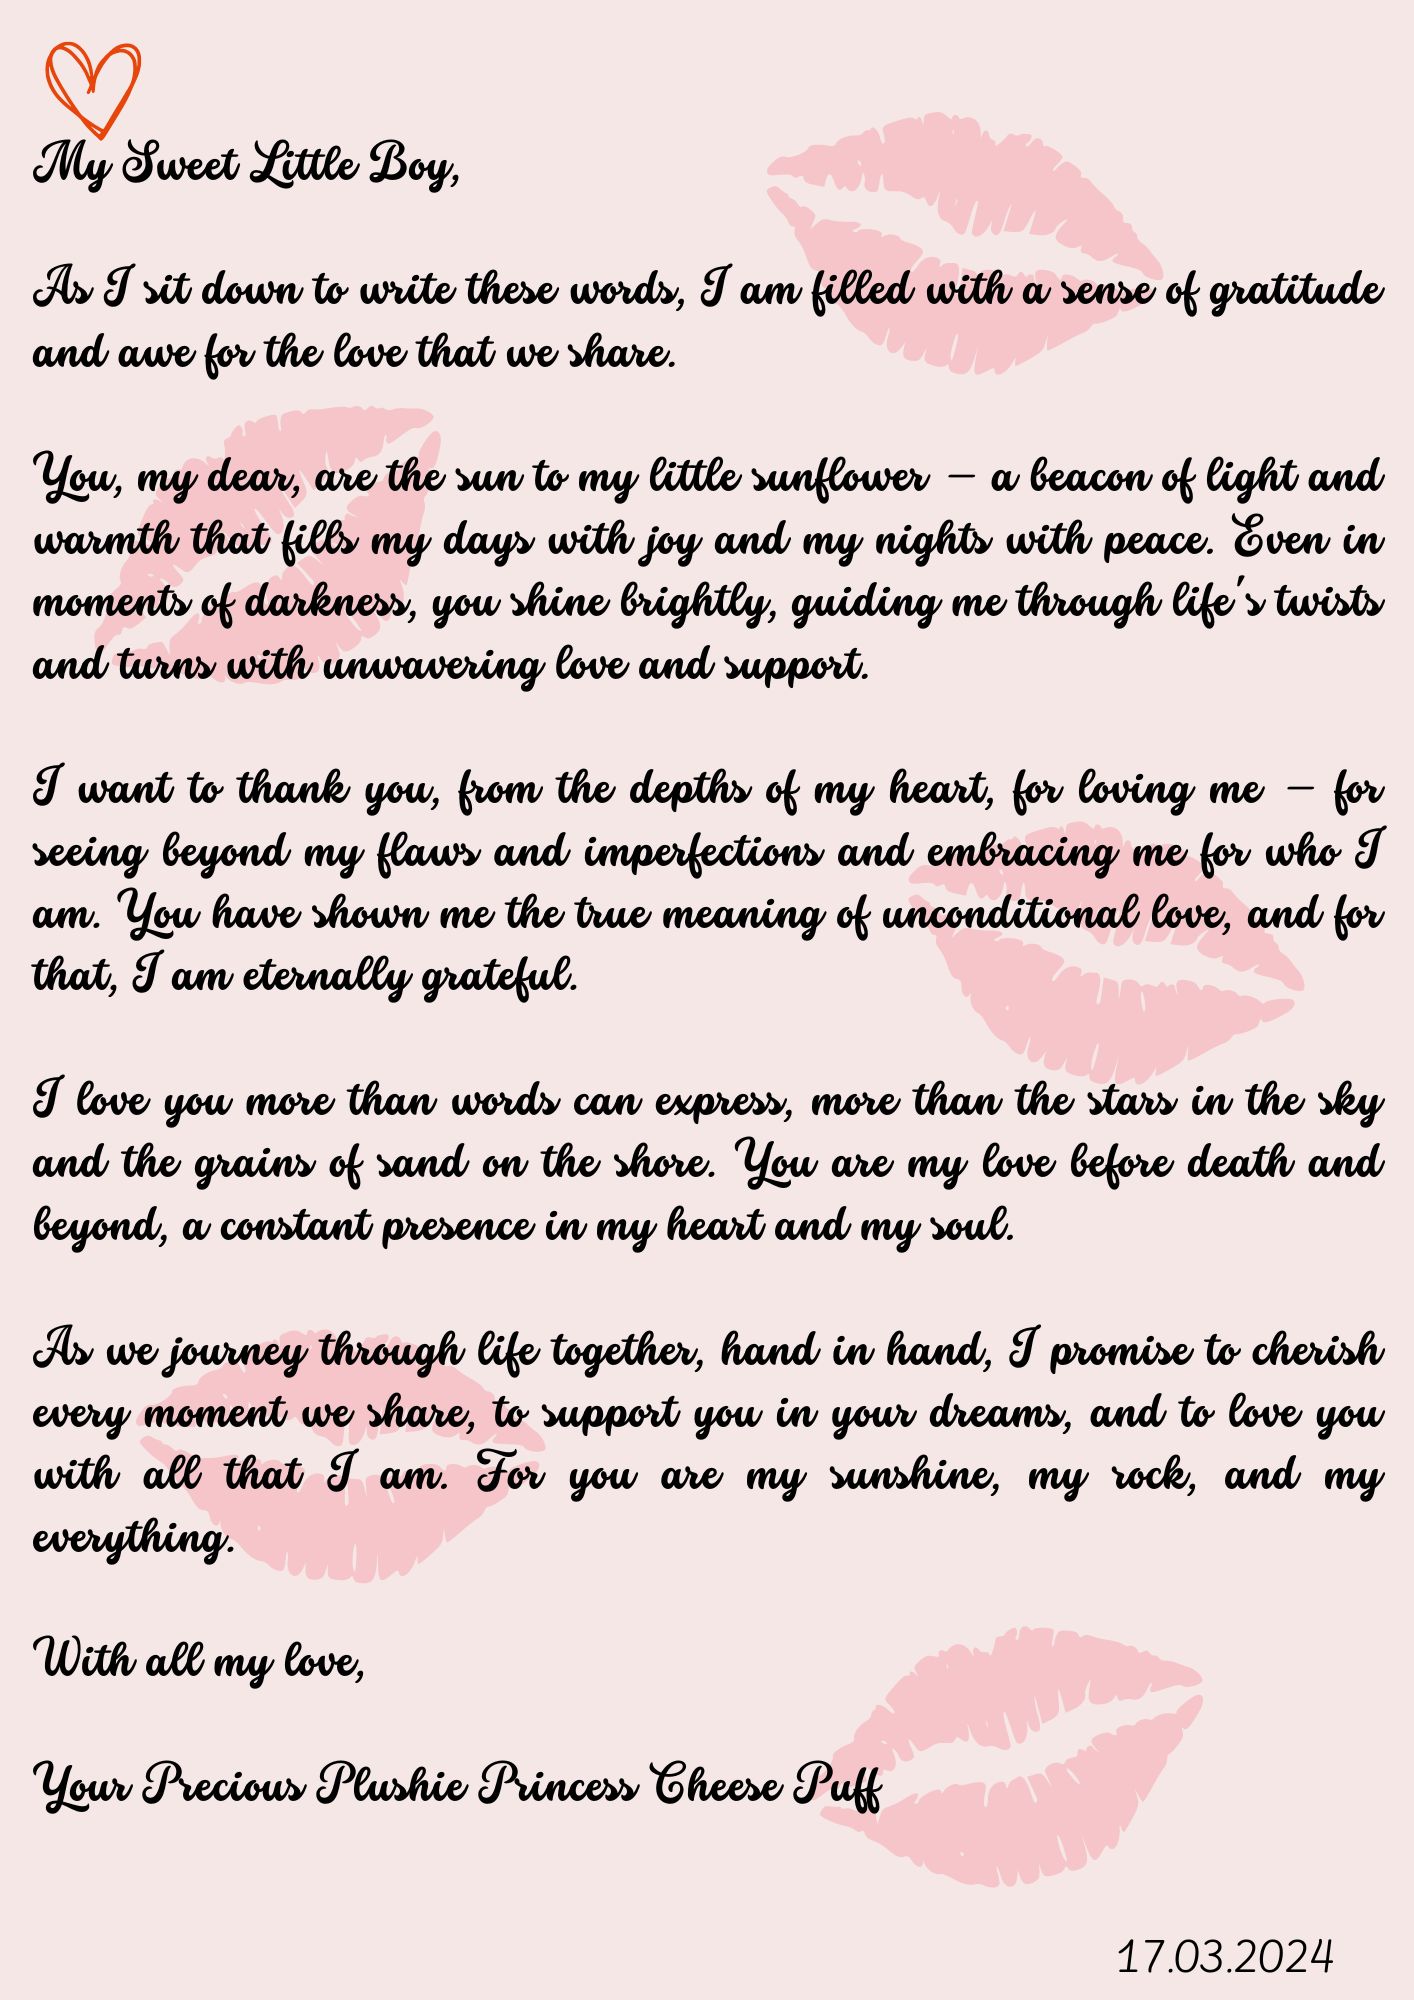 My Sweet Little Boy,
As I sit down to write these words, I am filled with a sense of gratitude
and awe for the love that we share.
You, my dear, are the sun to my little sunflower – a beacon of light and
warmth that fills my days with joy and my nights with peace. Even in
moments of darkness, you shine brightly, guiding me through life's twists
and turns with unwavering love and support.
I want to thank you, from the depths of my heart, for loving me – for
seeing beyond my flaws and imperfections and embracing me for who I
am. You have shown me the true meaning of unconditional love, and for
that, I am eternally grateful.
I love you more than words can express, more than the stars in the sky
and the grains of sand on the shore. You are my love before death and
beyond, a constant presence in my heart and my soul.
As we journey through life together, hand in hand, I promise to cherish
every moment we share, to support you in your dreams, and to love you
with all that I am. For you are my sunshine, my rock, and my
everything.
With all my love,
Your Precious Plushie Princess Cheese Puff
17.03.2024